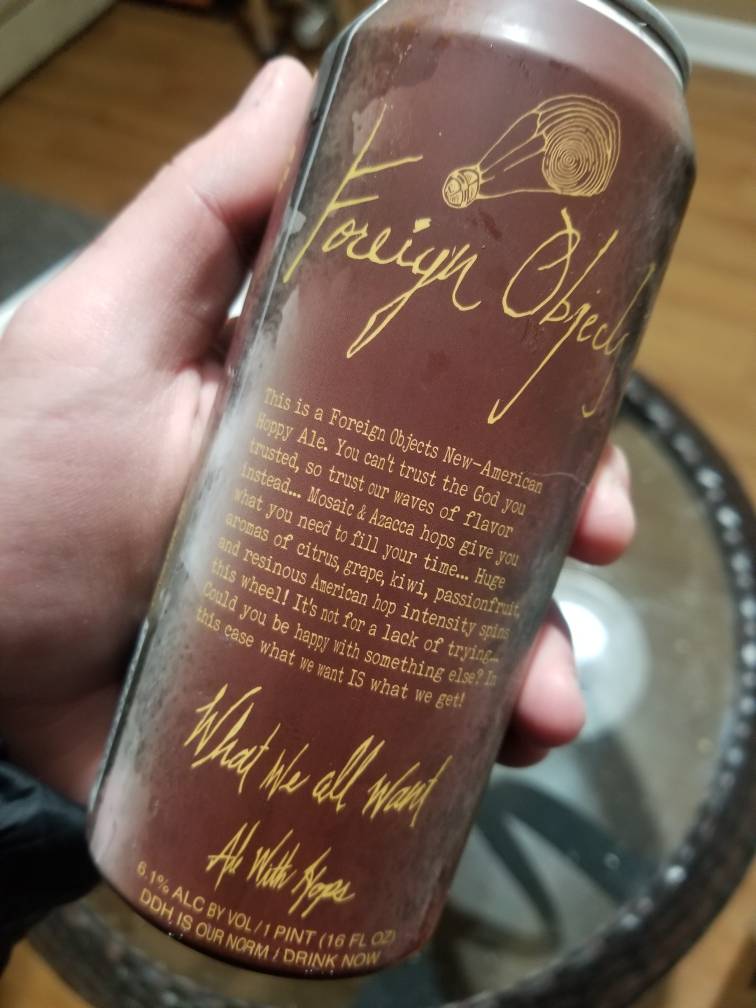 Foreign Objects
This is a Foreign Objects New-American
Hoppy Ale. You can't trust the God you
trusted, so trust our waves of flavor
instead... Mosaic & Azacca hops give you
what you need to fill your time... Huge
aromas of citrus, grape, kiwi, passionfruit,
and resinous American hop intensity spins
this wheel! It's not for a lack of trying...
Could you be happy with something else? In
this case what we want IS what we get!
What We all Want
Ale With Hops
6.1% ALC BY VOL / 1 PINT (16 FL OZ)
DDH IS OUR NORM / DRINK NOW